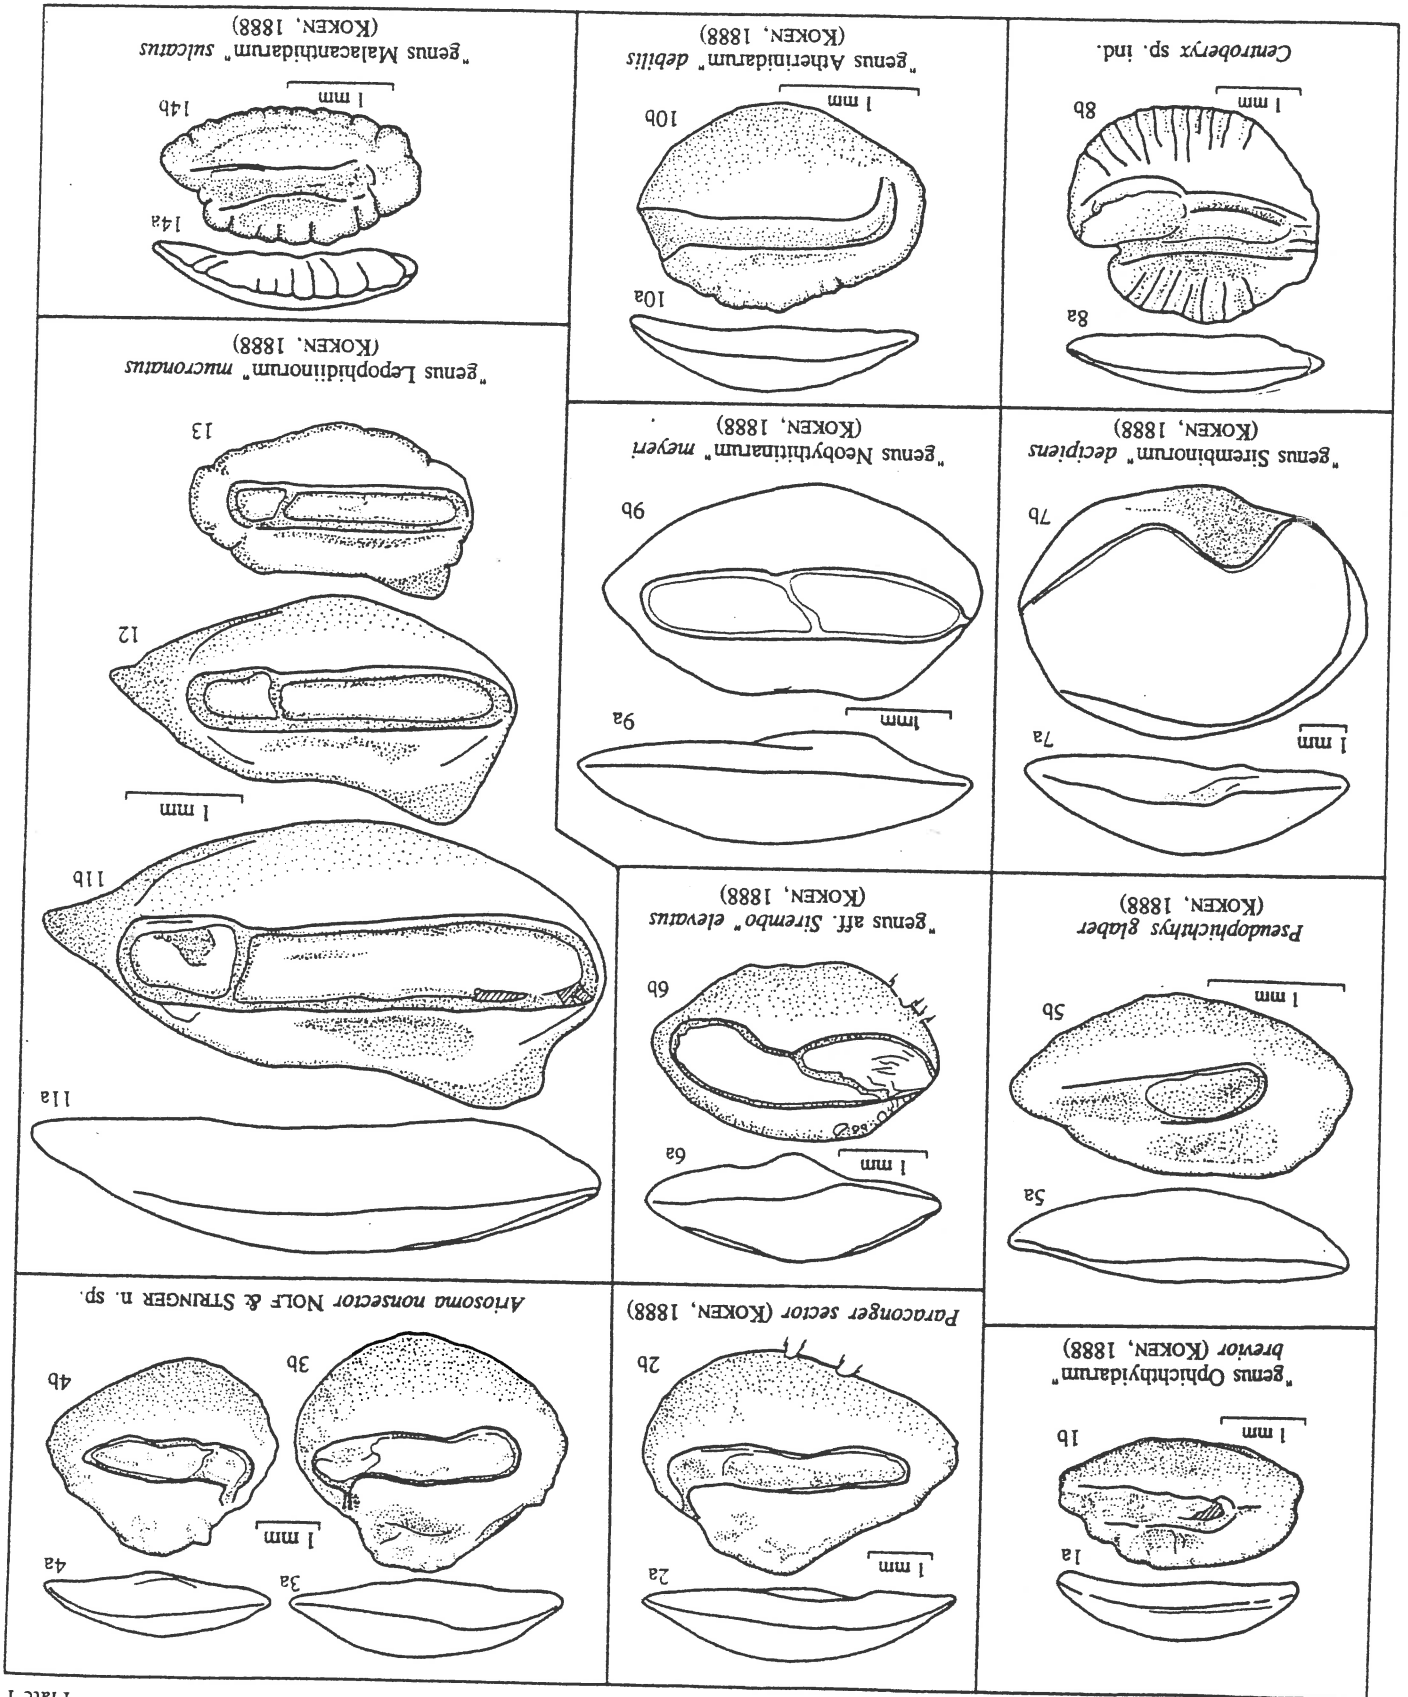 Plate 1
1a
1b
1 mm
"genus Ophichthyidarum"
brevior (KOKEN, 1888)
2a
1 mm
2b
Paraconger sector (KOKEN, 1888)
3a
4a
1 mm
3b
4b
Ariosoma nonsector NOLF & STRINGER n. sp.
5a
5b
1 mm
Pseudophichthys glaber
(KOKEN, 1888)
6a
1 mm
6b
"genus aff. Sirembo" elevatus
(KOKEN, 1888)
11a
11b
1 mm
12
13
"genus Lepophidiinorum" mucronatus
(KOKEN, 1888)
7a
1 mm
7b
"genus Sirembinorum" decipiens
(KOKEN, 1888)
9a
1mm
9b
"genus Neobythitinarum" meyeri
(KOKEN, 1888)
8a
8b
1 mm
Centroberyx sp. ind.
10a
10b
1 mm
"genus Atherinidarum" debilis
(KOKEN, 1888)
14a
14b
1 mm
"genus Malacanthidarum" sulcatus
(KOKEN, 1888)